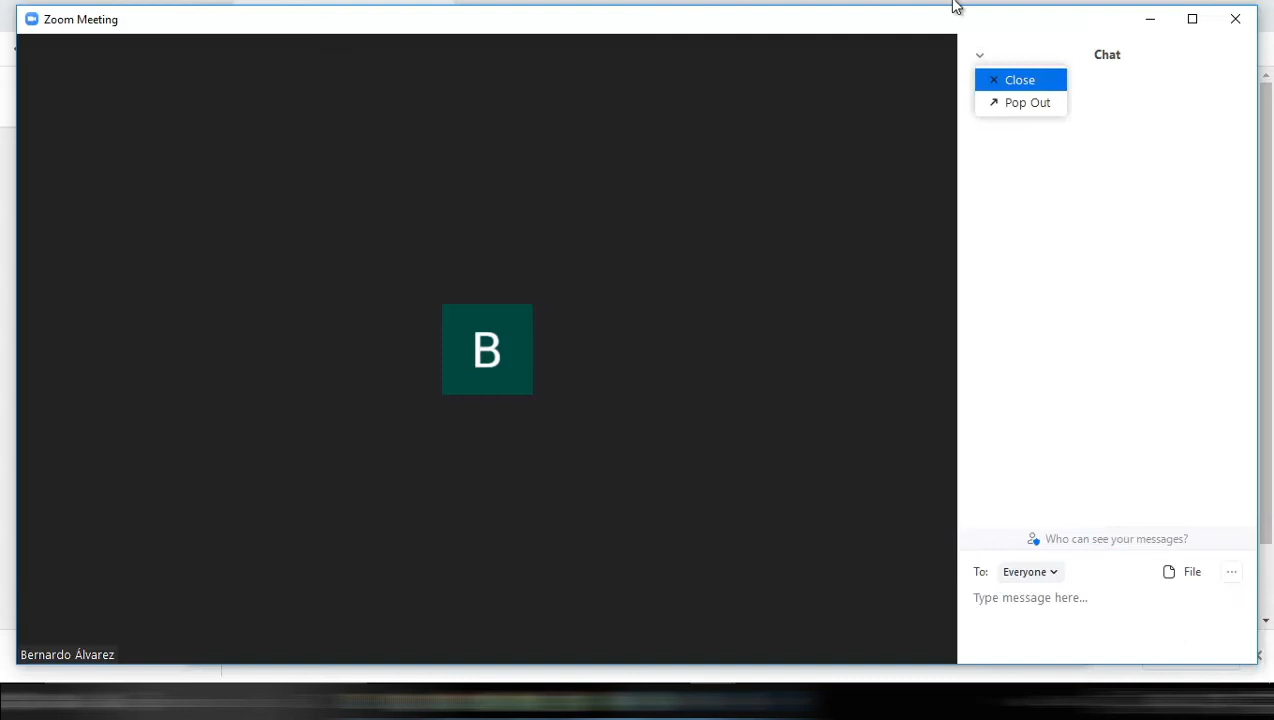 Zoom Meeting
Chat
Close
Pop Out
B
Who can see your messages?
To: Everyone File
Type message here...
Bernardo Álvarez